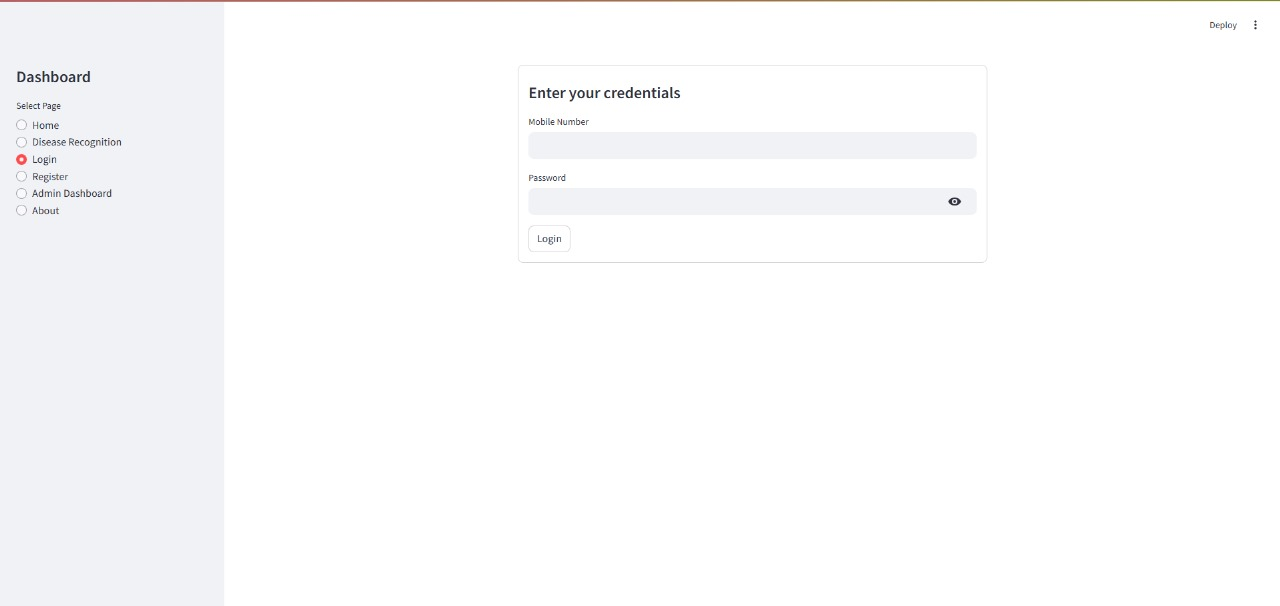 Deploy
Dashboard
Select Page
Home
Disease Recognition
Login
Register
Admin Dashboard
About
Enter your credentials
Mobile Number
Password
Login